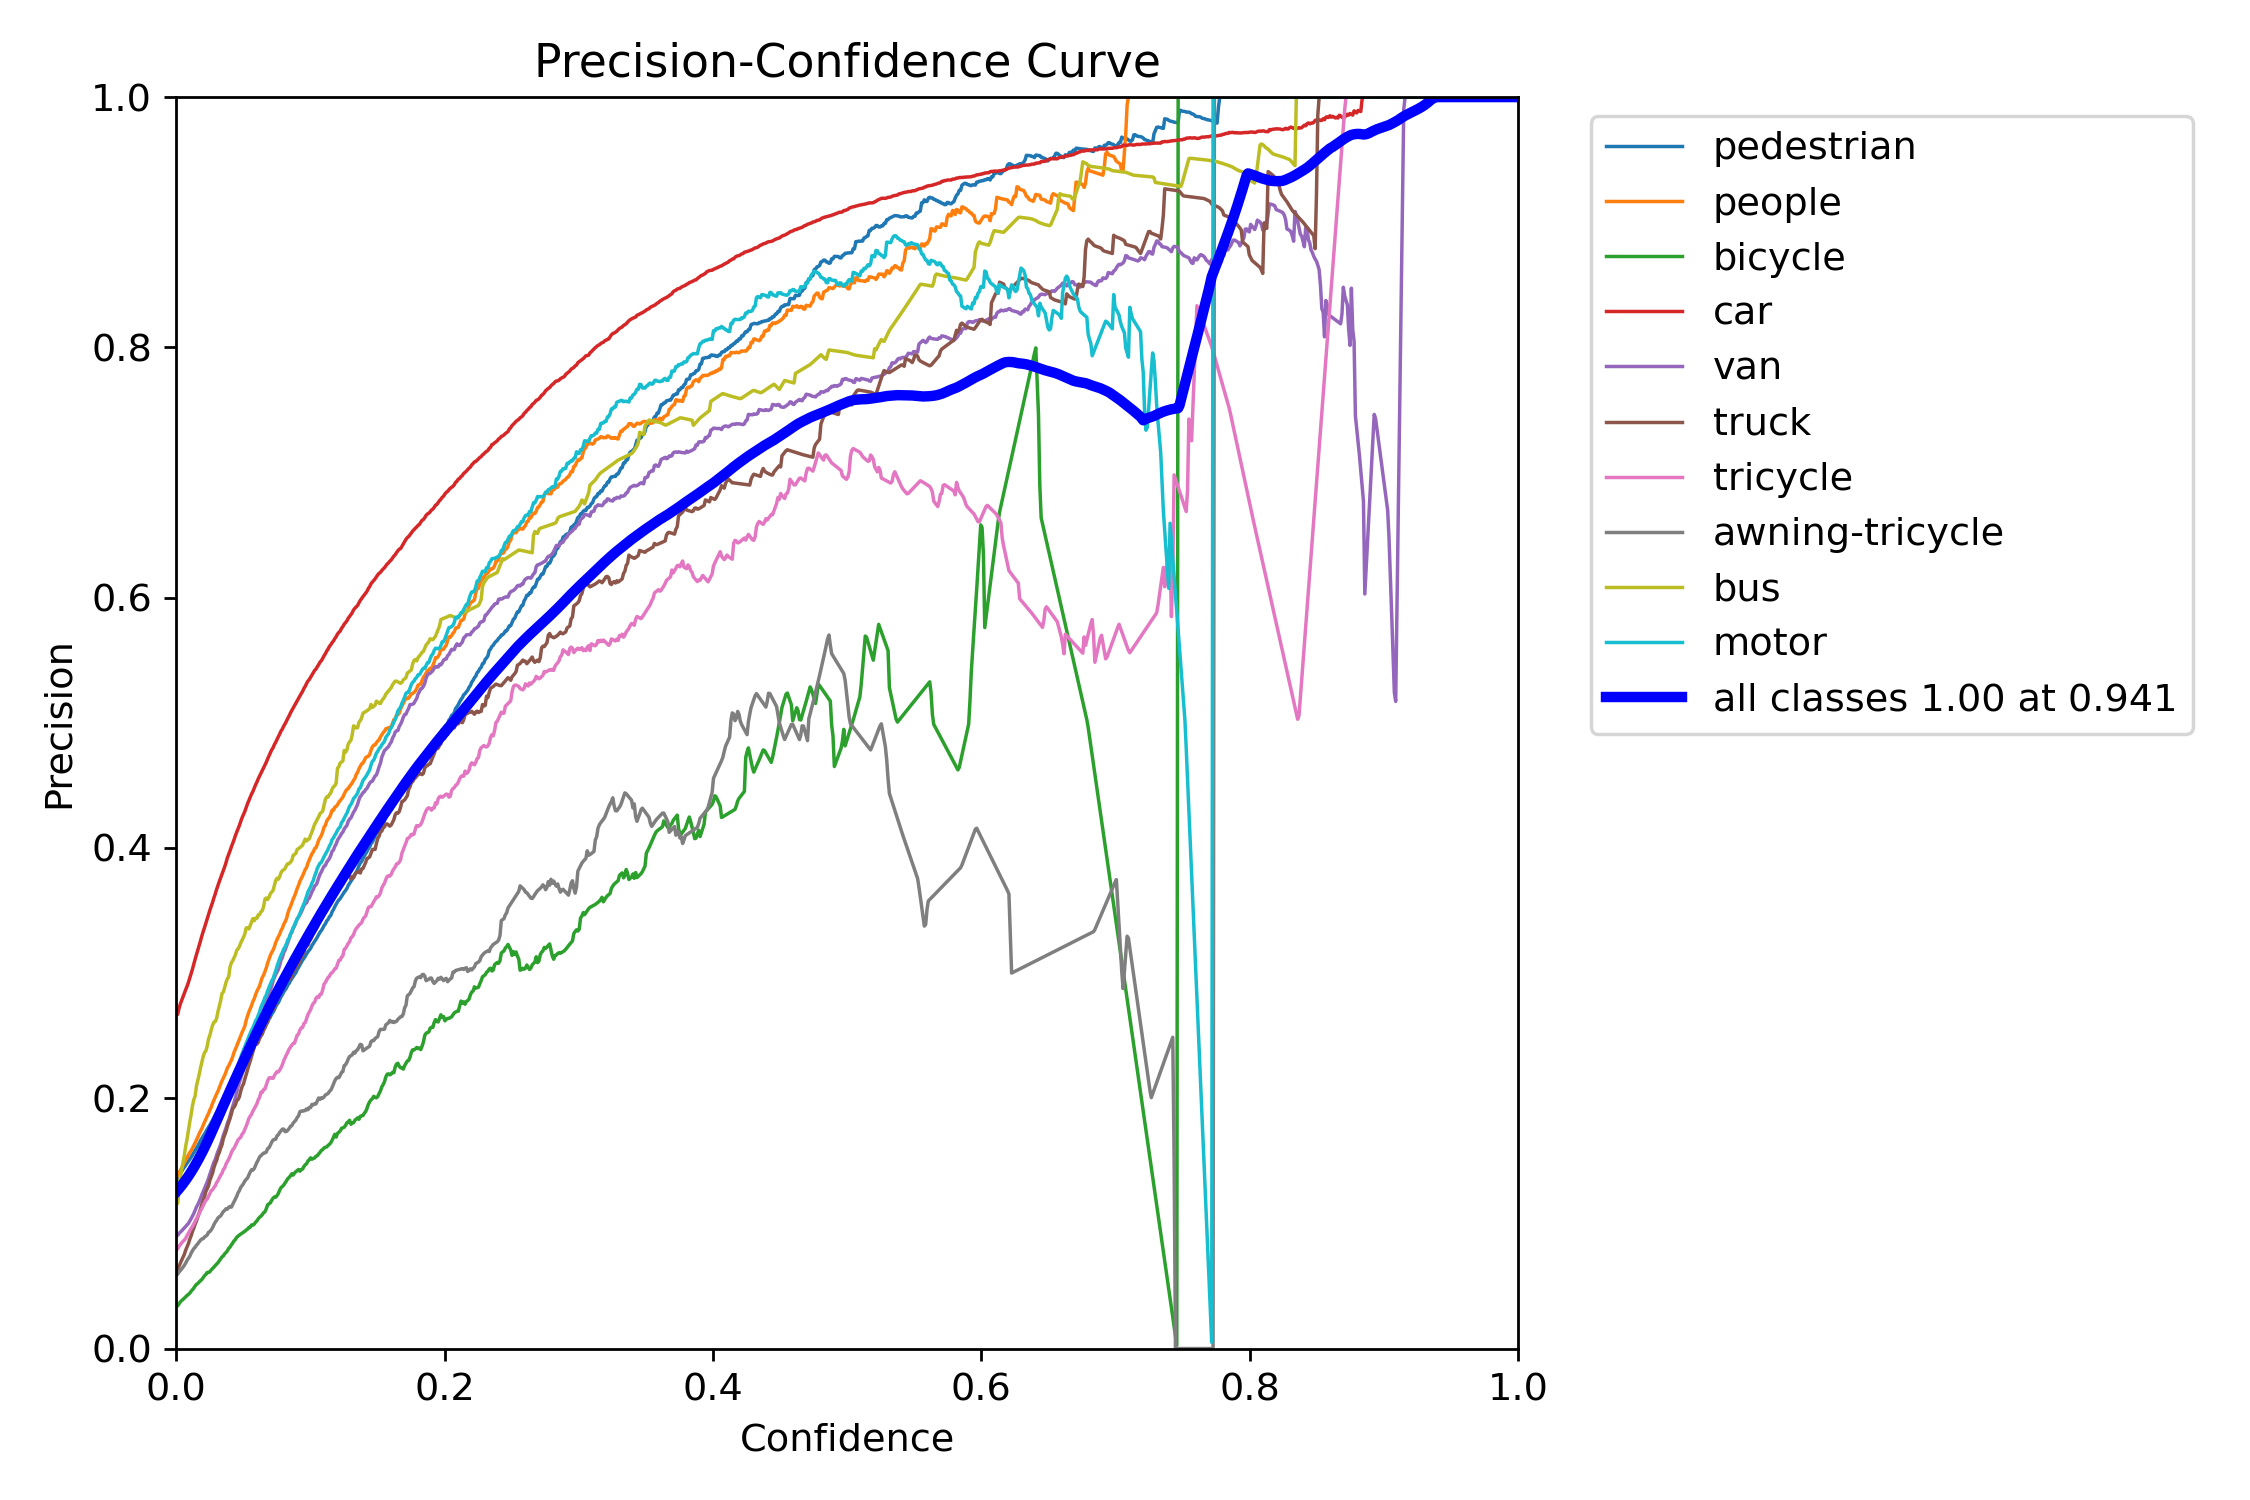 Precision-Confidence Curve
1.0
0.8
0.6
0.4
0.2
0.0
Precision
0.0 0.2 0.4 0.6 0.8 1.0
Confidence
pedestrian
people
bicycle
car
van
truck
tricycle
awning-tricycle
bus
motor
all classes 1.00 at 0.941